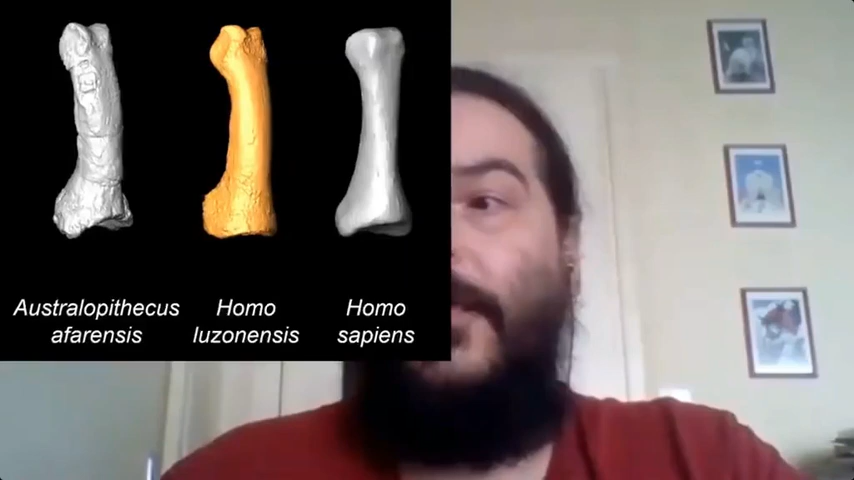 Australopithecus
afarensis
Homo
luzonensis
Homo
sapiens